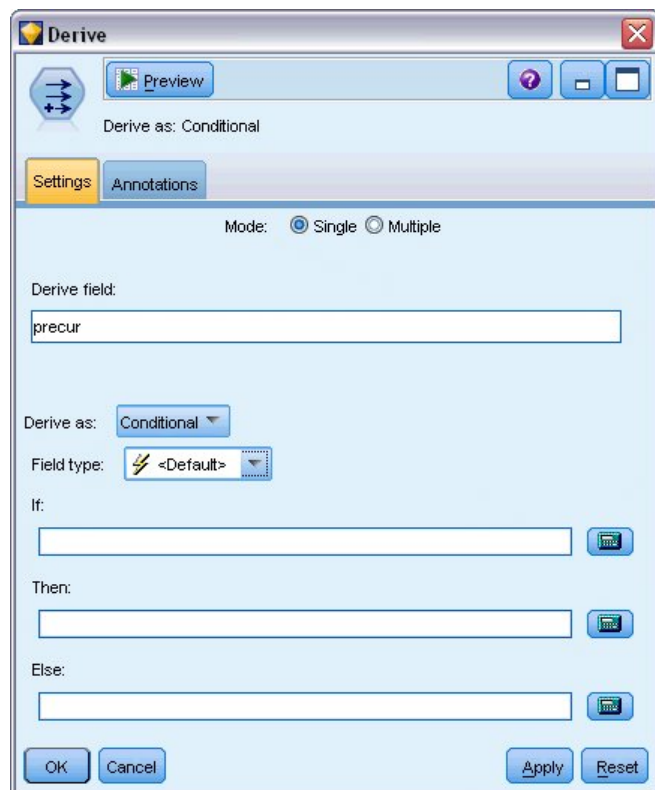 Derive
Preview
Derive as: Conditional
Settings Annotations
Mode: Single Multiple
Derive field:
precur
Derive as: Conditional
Field type: <Default>
If:
Then:
Else:
OK Cancel Apply Reset